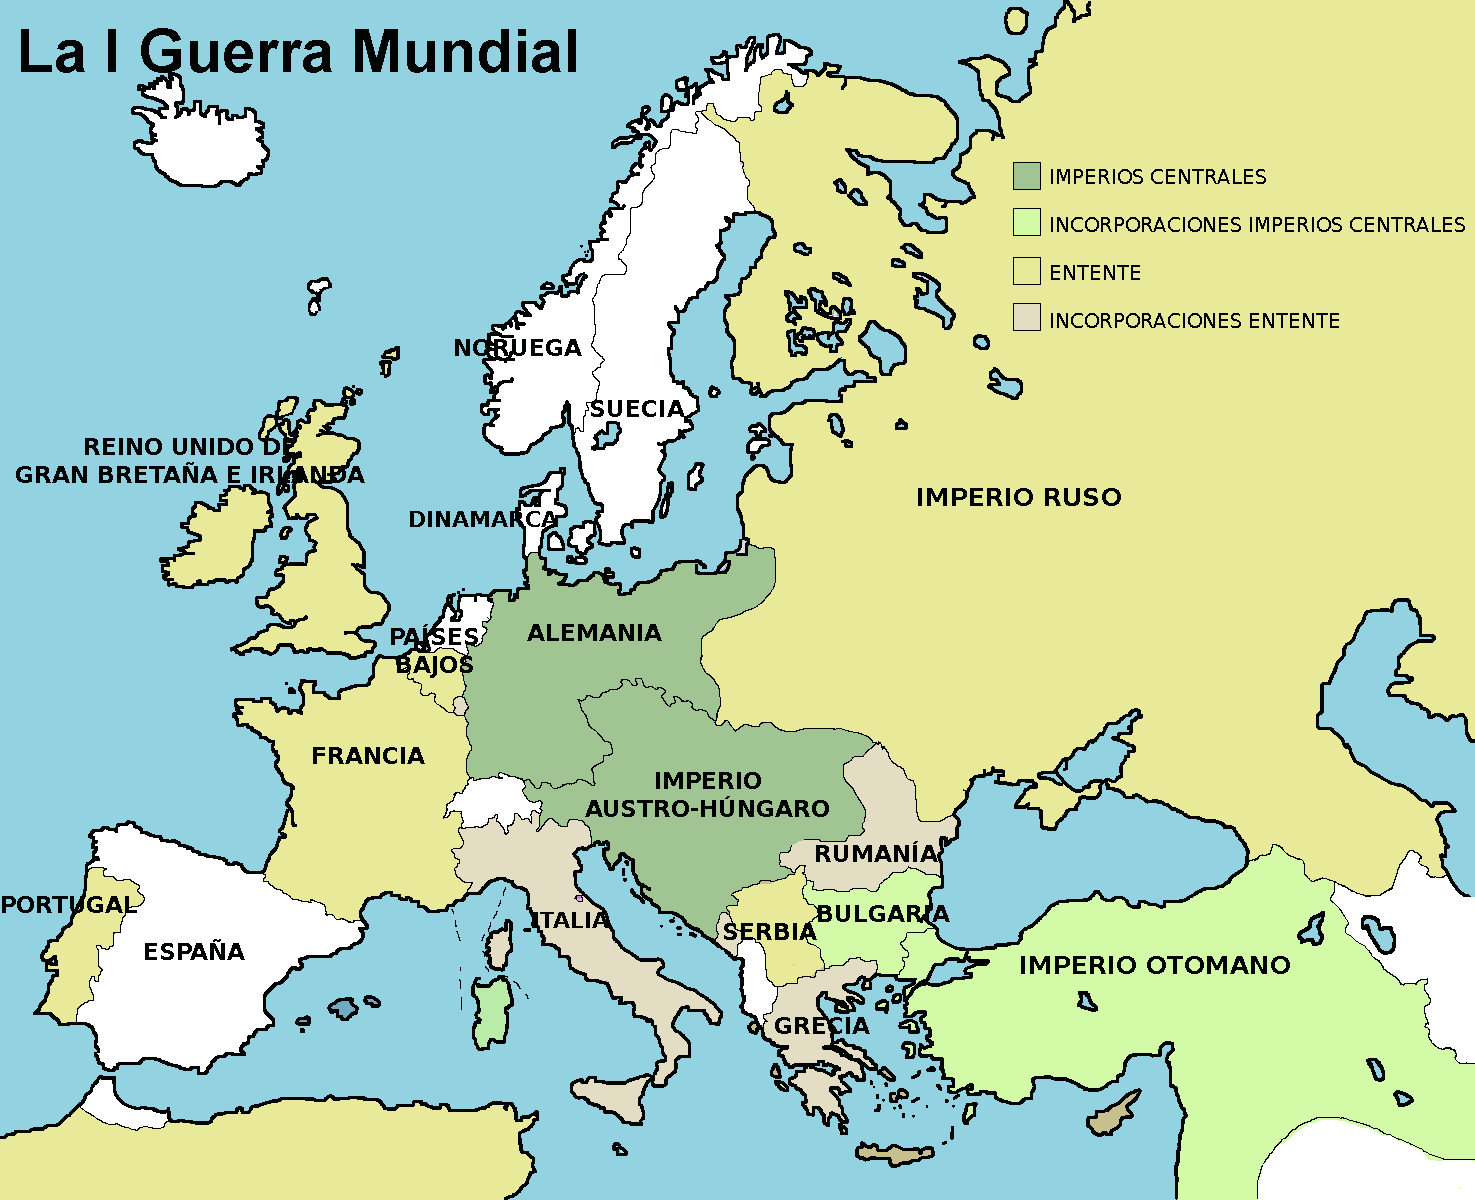 La I Guerra Mundial
IMPERIOS CENTRALES
INCORPORACIONES IMPERIOS CENTRALES
ENTENTE
INCORPORACIONES ENTENTE
NORUEGA
SUECIA
REINO UNIDO DE
GRAN BRETAÑA E IRLANDA
DINAMARCA
IMPERIO RUSO
PAÍSES
BAJOS
ALEMANIA
FRANCIA
IMPERIO
AUSTRO-HÚNGARO
RUMANÍA
PORTUGAL
ESPAÑA
ITALIA
SERBIA
BULGARIA
IMPERIO OTOMANO
GRECIA